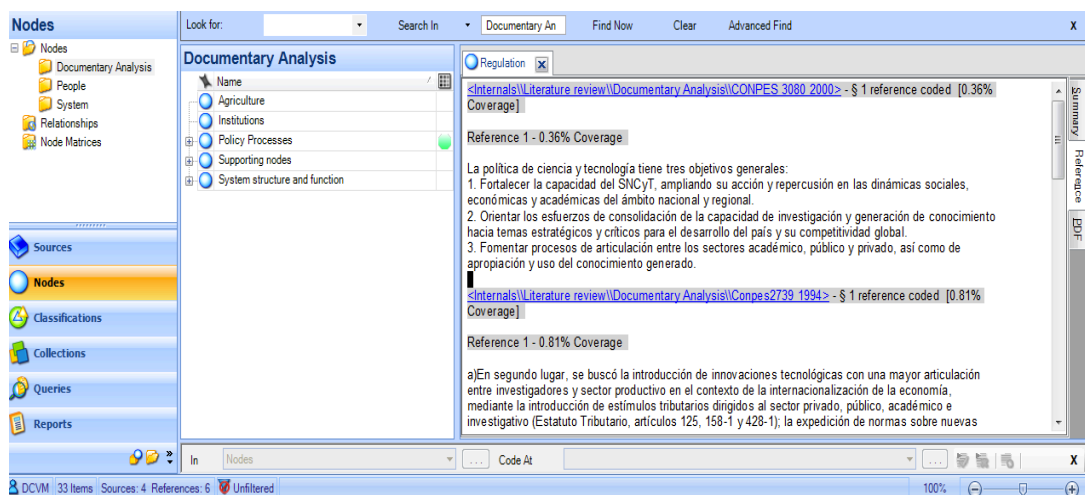 Nodes
Look for:
Search In
Documentary An
Find Now
Clear
Advanced Find
X
Nodes
Documentary Analysis
People
System
Relationships
Node Matrices
Sources
Nodes
Classifications
Collections
Queries
Reports
Documentary Analysis
Name
Agriculture
Institutions
Policy Processes
Supporting nodes
System structure and function
Regulation
<Internals\\Literature review\\Documentary Analysis\\CONPES 3080 2000> - § 1 reference coded [0.36%
Coverage]
Reference 1 - 0.36% Coverage
La política de ciencia y tecnología tiene tres objetivos generales:
1. Fortalecer la capacidad del SNCyT, ampliando su acción y repercusión en las dinámicas sociales,
económicas y académicas del ámbito nacional y regional.
2. Orientar los esfuerzos de consolidación de la capacidad de investigación y generación de conocimiento
hacia temas estratégicos y críticos para el desarrollo del país y su competitividad global.
3. Fomentar procesos de articulación entre los sectores académico, público y privado, así como de
apropiación y uso del conocimiento generado.
<Internals\\Literature review\\Documentary Analysis\\Conpes2739 1994> - § 1 reference coded [0.81%
Coverage]
Reference 1 - 0.81% Coverage
a)En segundo lugar, se buscó la introducción de innovaciones tecnológicas con una mayor articulación
entre investigadores y sector productivo en el contexto de la internacionalización de la economía,
mediante la introducción de estímulos tributarios dirigidos al sector privado, público, académico e
investigativo (Estatuto Tributario, artículos 125, 158-1 y 428-1); la expedición de normas sobre nuevas
Summary
Reference
PDF
In
Nodes
...
Code At
...
X
DCVM
33 Items
Sources: 4
References: 6
Unfiltered
100%